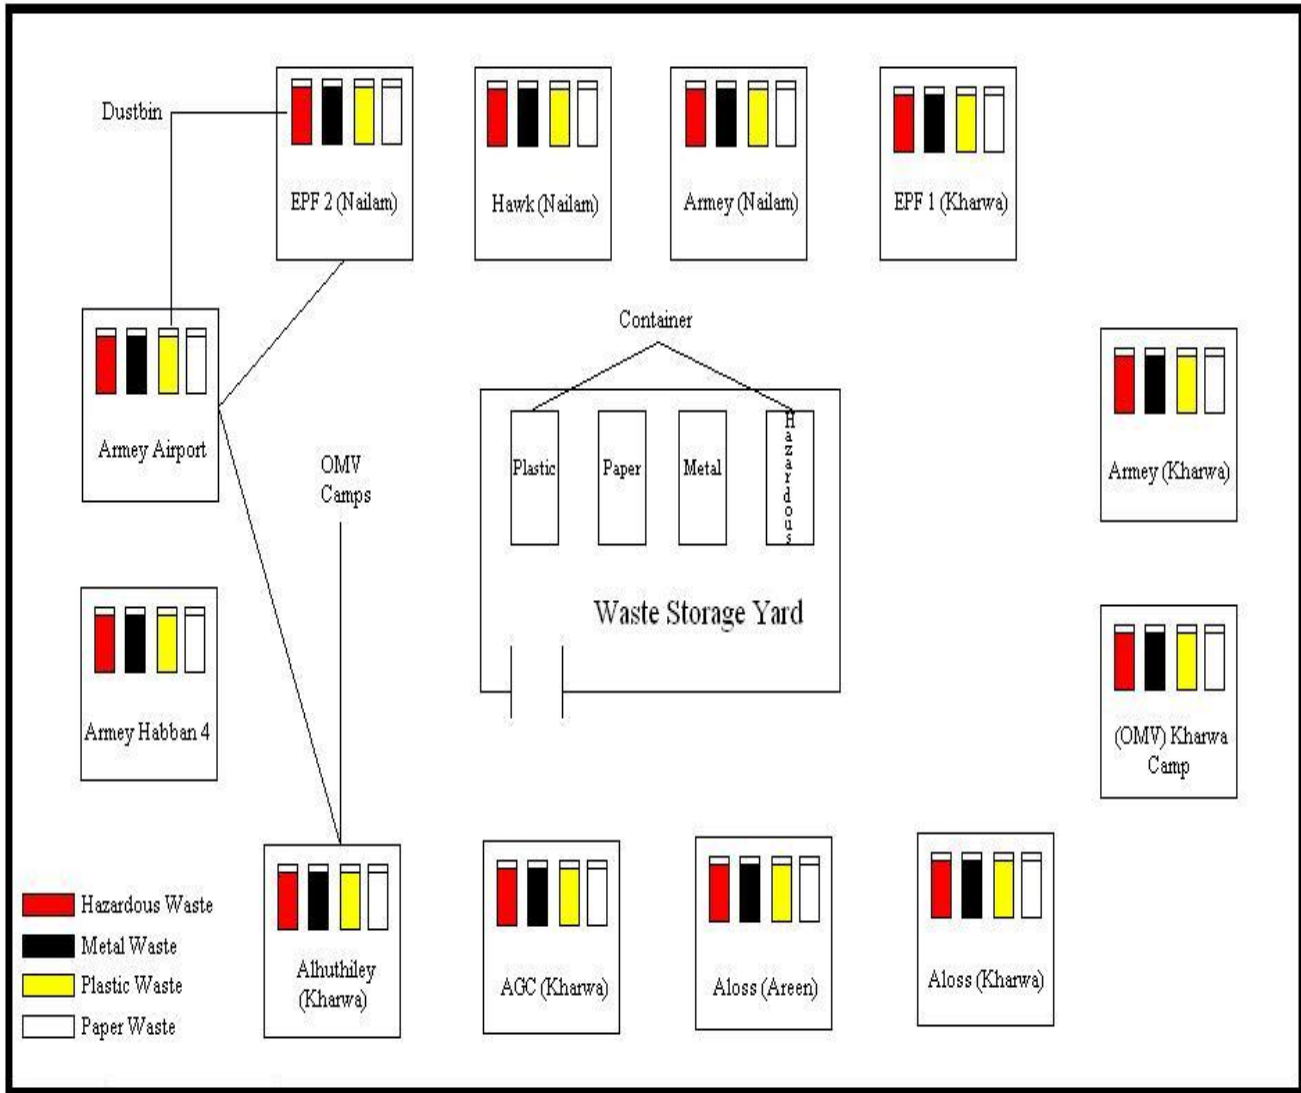 Dustbin
EPF 2 (Nailam)
Hawk (Nailam)
Armey (Nailam)
EPF 1 (Kharwa)
Container
Armey Airport
OMV
Camps
Plastic
Paper
Metal
Hazardous
Armey (Kharwa)
Waste Storage Yard
Armey Habban 4
(OMV) Kharwa
Camp
Hazardous Waste
Metal Waste
Plastic Waste
Paper Waste
Alhuthiley
(Kharwa)
AGC (Kharwa)
Aloss (Areen)
Aloss (Kharwa)